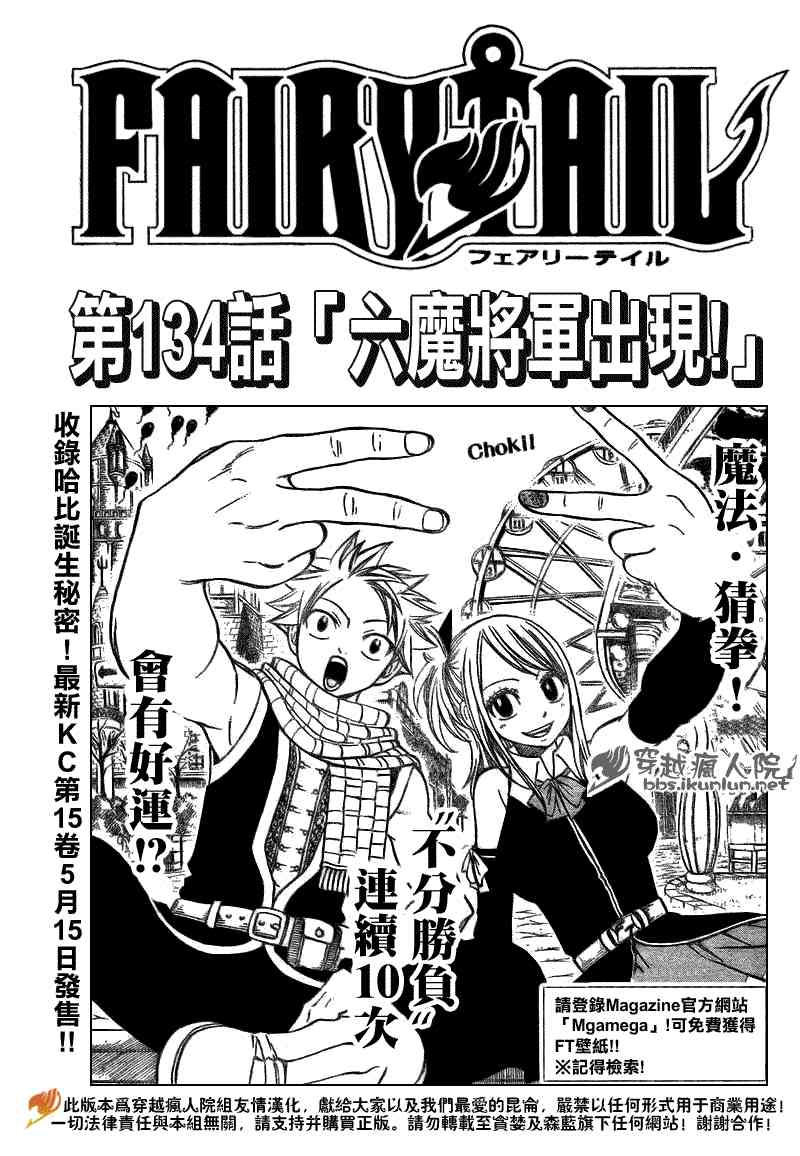 FAIRY TAIL
フェアリーテイル
第134話「六魔將軍出現!」
收錄哈比誕生秘密！最新KC第15卷5月15日發售!!
Chok11
魔法．猜拳！
會有好運!?
"不分勝負"
連續10次
穿越瘋人院
bbs.ikunlun.net
請登錄Magazine官方網站
「Mgamega」!可免費獲得
FT壁紙!!
※記得檢索!
此版本爲穿越瘋人院組友情漢化，獻給大家以及我們最愛的昆侖，嚴禁以任何形式用于商業用途！
一切法律責任與本組無關，請支持并購買正版。請勿轉載至貪婪及森藍旗下任何網站！謝謝合作！